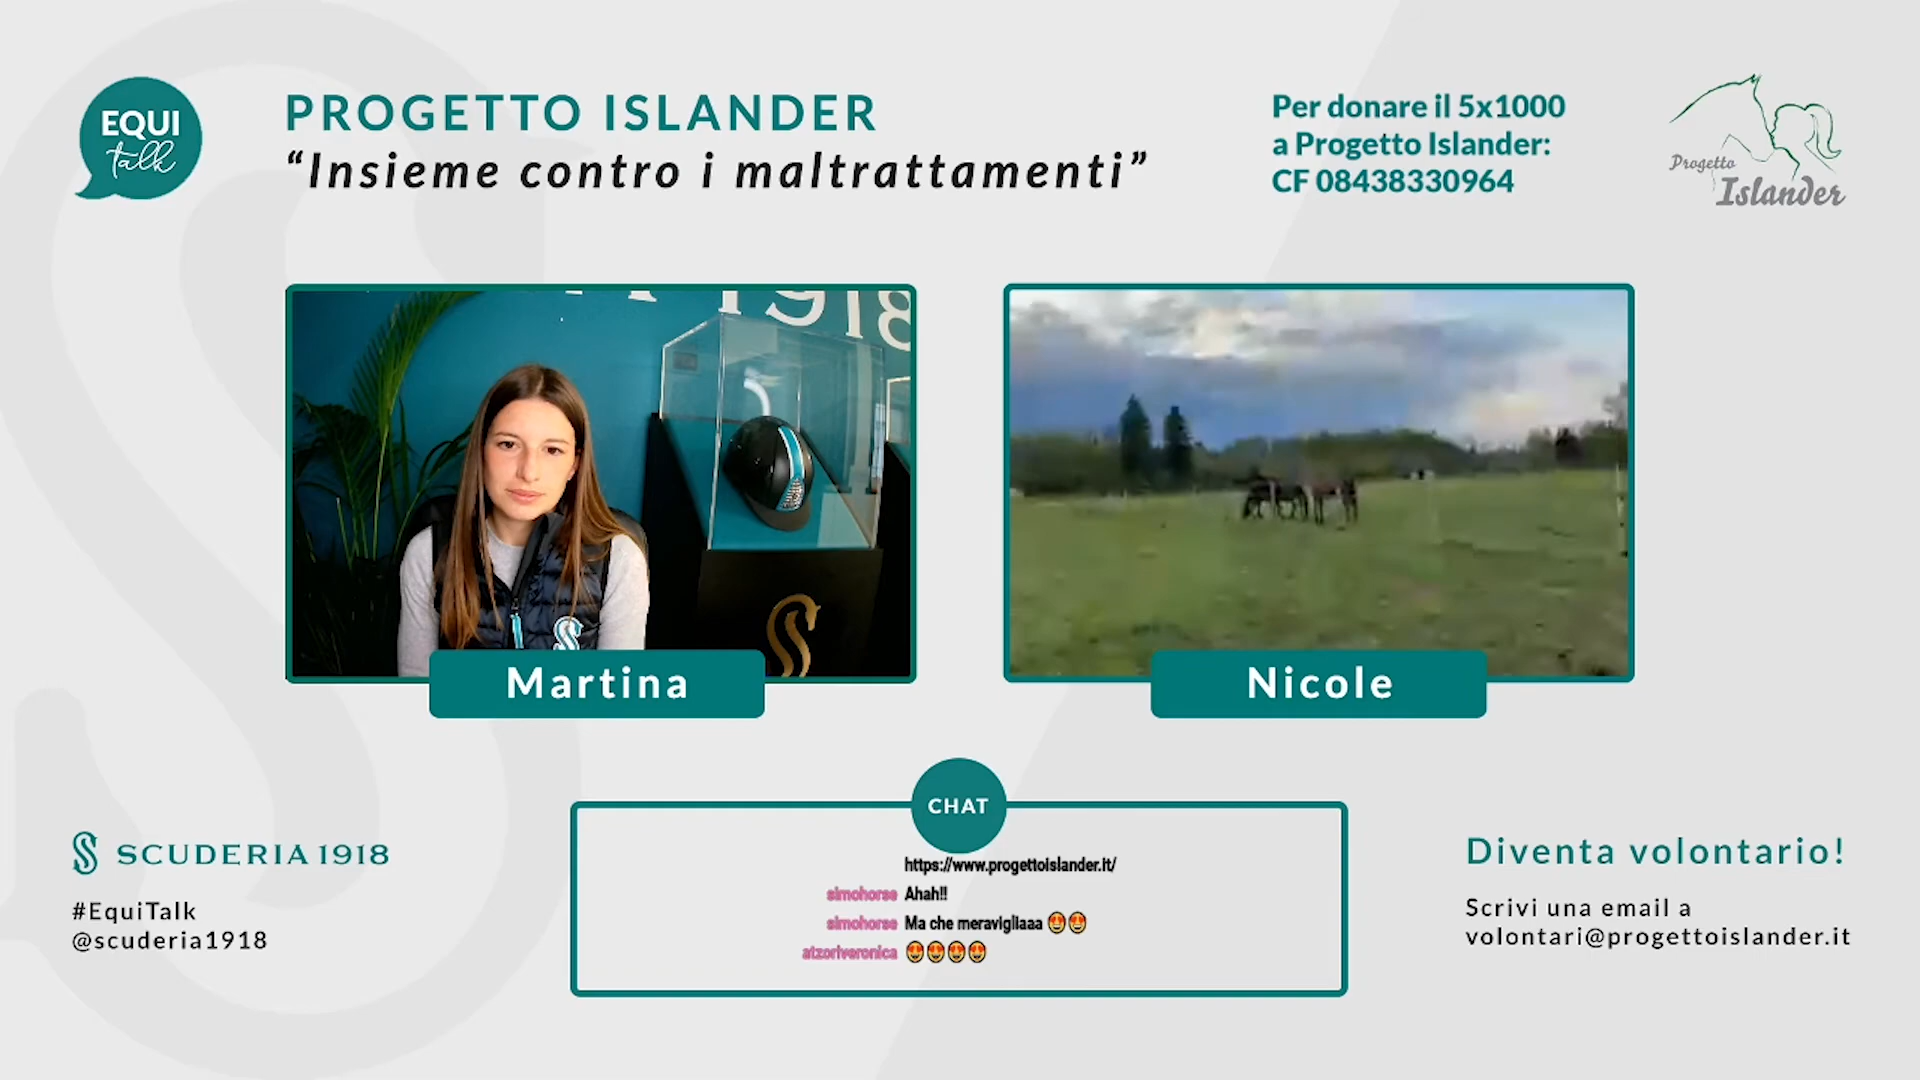 EQUI
talk
PROGETTO ISLANDER
“Insieme contro i maltrattamenti”
Per donare il 5x1000
a Progetto Islander:
CF 08438330964
Progetto
Islander
1918
Martina
Nicole
CHAT
https://www.progettoislander.it/
simohorse Ahah!!
simohorse Ma che meravigliaaa 😍😍
atzoriveronica 😍😍😍😍
SCUDERIA 1918
#EquiTalk
@scuderia1918
Diventa volontario!
Scrivi una email a
volontari@progettoislander.it